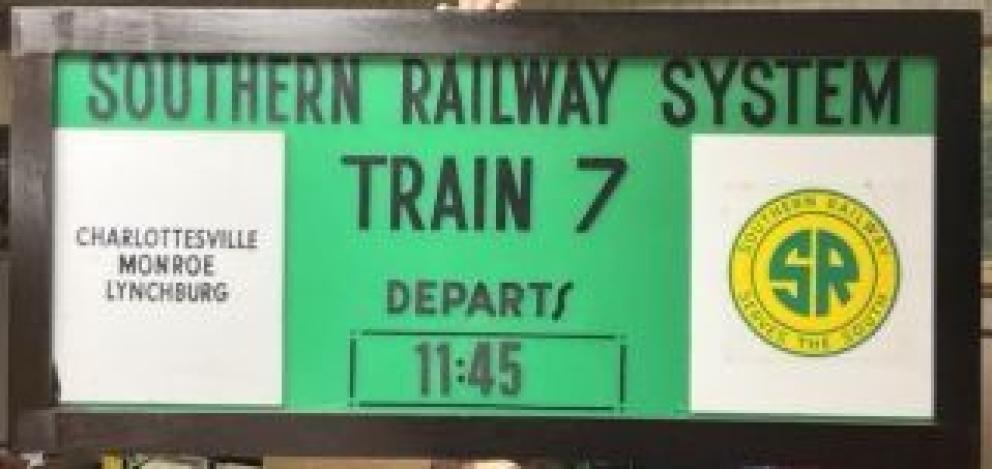 SOUTHERN RAILWAY SYSTEM
CHARLOTTESVILLE
MONROE
LYNCHBURG
TRAIN 7
DEPARTS
11:45
SOUTHERN RAILWAY
SR
SERVES THE SOUTH